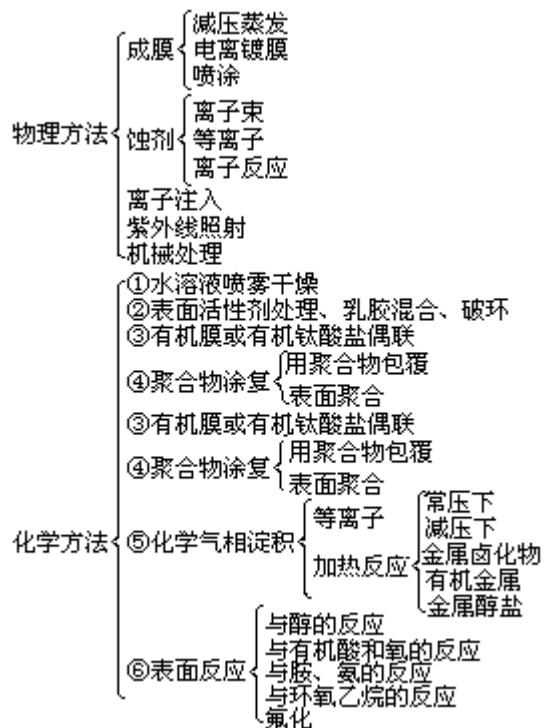 物理方法
成膜
减压蒸发
电离镀膜
喷涂
蚀剂
离子束
等离子
离子反应
离子注入
紫外线照射
机械处理
化学方法
①水溶液喷雾干燥
②表面活性剂处理、乳胶混合、破环
③有机膜或有机钛酸盐偶联
④聚合物涂复
用聚合物包覆
表面聚合
③有机膜或有机钛酸盐偶联
④聚合物涂复
用聚合物包覆
表面聚合
⑤化学气相淀积
等离子
加热反应
常压下
减压下
金属卤化物
有机金属
金属醇盐
⑥表面反应
与醇的反应
与有机酸和氧的反应
与胺、氨的反应
与环氧乙烷的反应
氟化